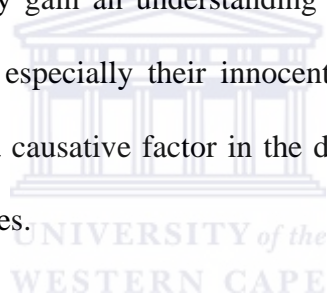 y gain an understanding
especially their innocent
causative factor in the d
es.
UNIVERSITY of the
WESTERN CAPE